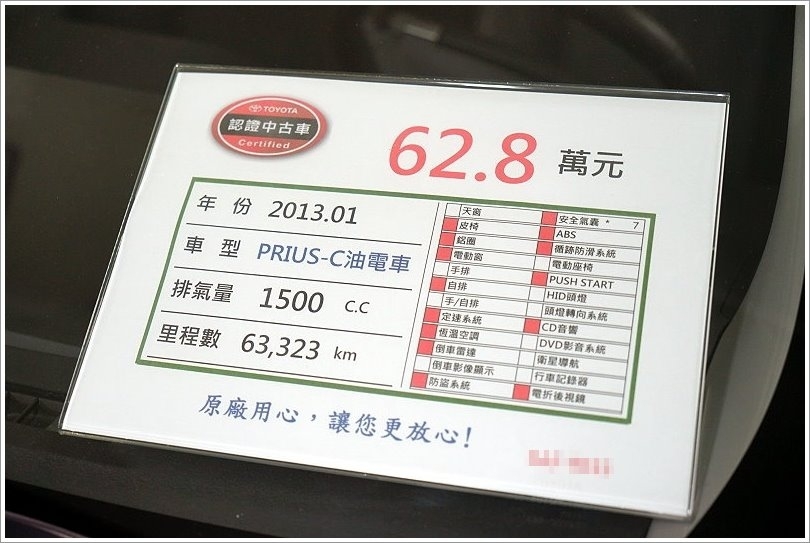 TOYOTA
認證中古車
Certified
62.8 萬元
年 份 2013.01
車 型 PRIUS-C油電車
排氣量 1500 C.C
里程數 63,323 km
天窗
皮椅
鋁圈
電動窗
手排
自排
手/自排
定速系統
恆溫空調
倒車雷達
倒車影像顯示
防盜系統
安全氣囊 * 7
ABS
循跡防滑系統
電動座椅
PUSH START
HID頭燈
頭燈轉向系統
CD音響
DVD影音系統
衛星導航
行車記錄器
電折後視鏡
原廠用心，讓您更放心!